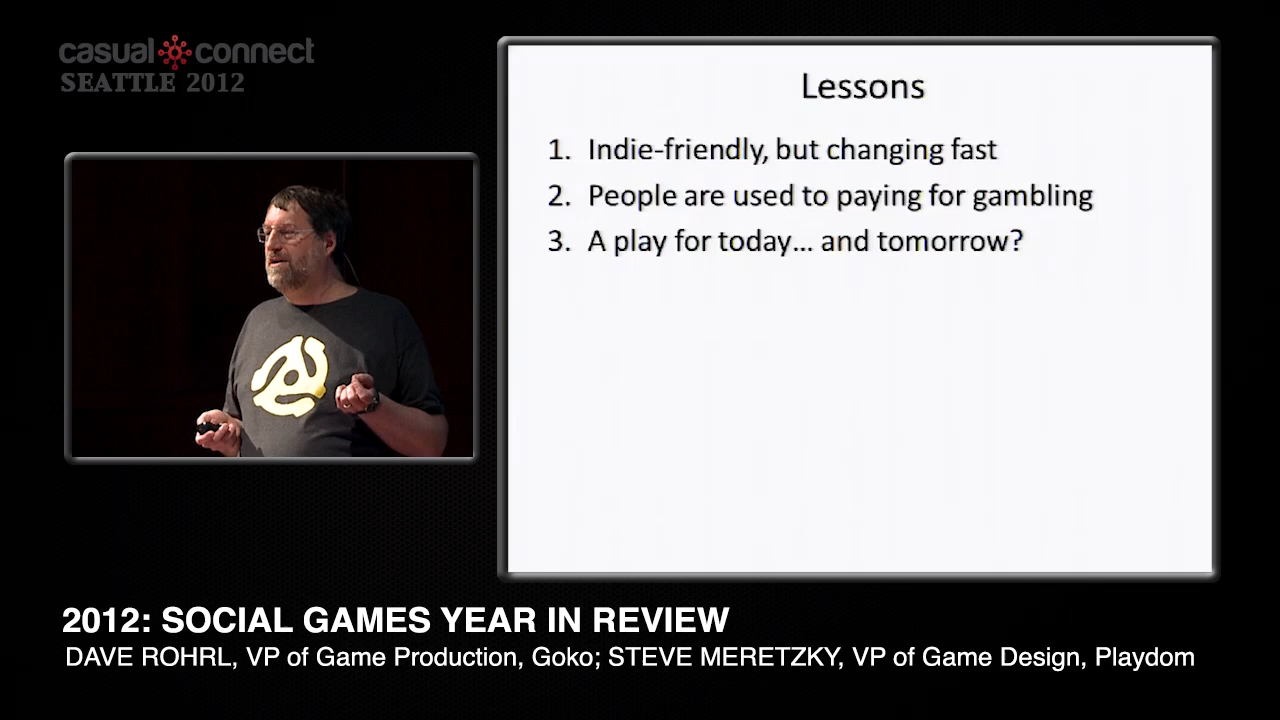 casual connect
SEATTLE 2012
Lessons
1. Indie-friendly, but changing fast
2. People are used to paying for gambling
3. A play for today... and tomorrow?
2012: SOCIAL GAMES YEAR IN REVIEW
DAVE ROHRL, VP of Game Production, Goko; STEVE MERETZKY, VP of Game Design, Playdom